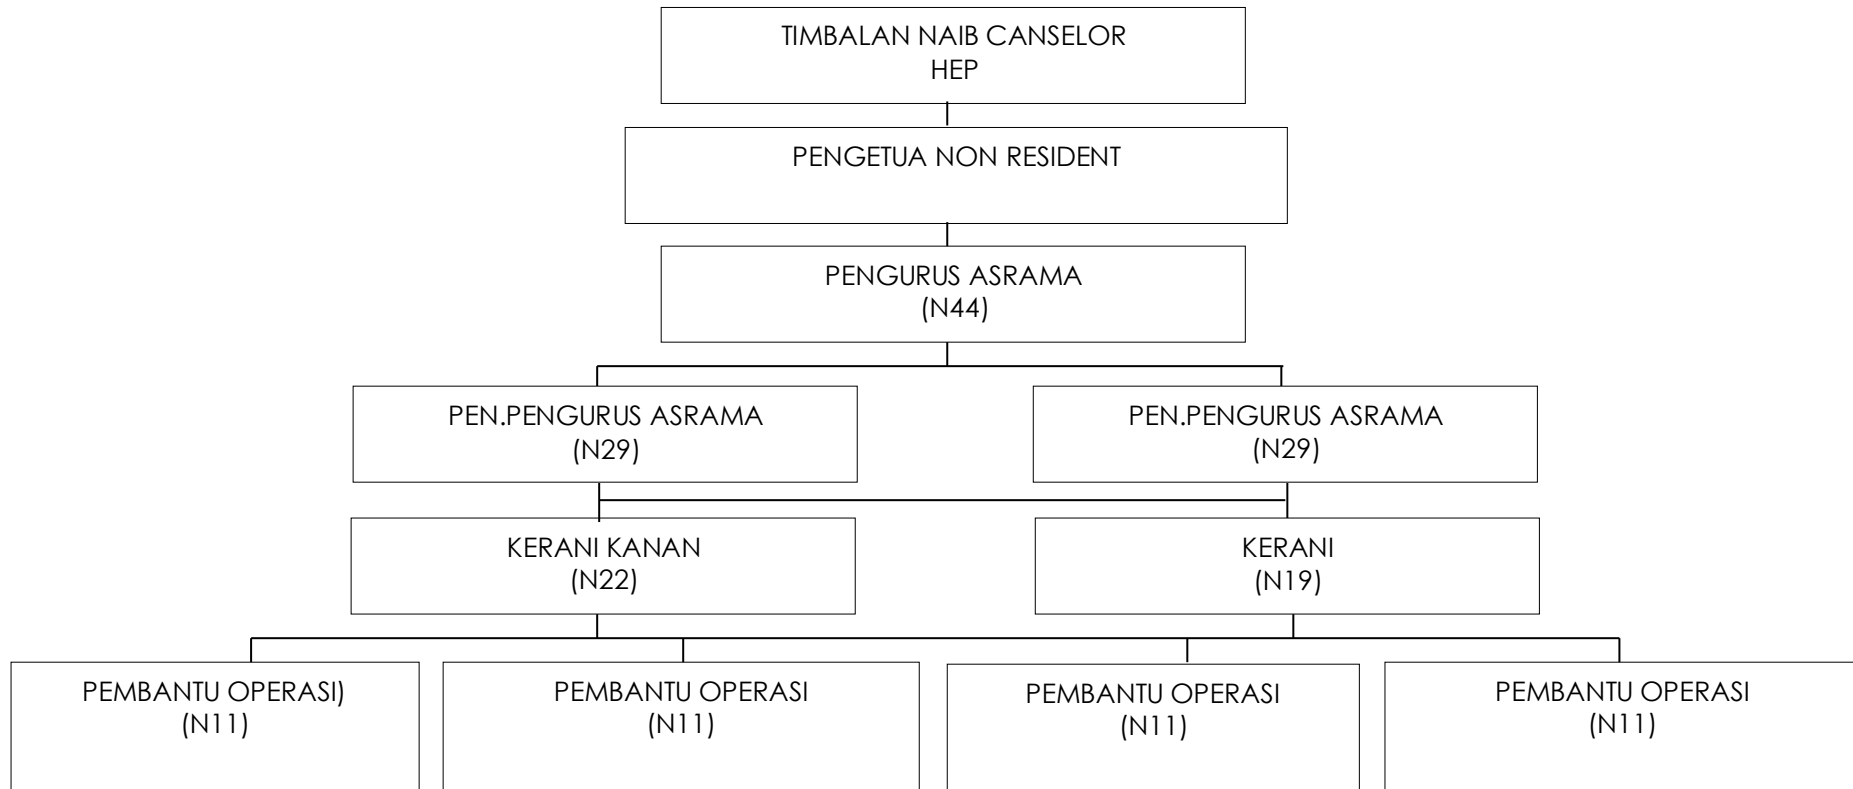 TIMBALAN NAIB CANSELOR
HEP
PENGETUA NON RESIDENT
PENGURUS ASRAMA
(N44)
PEN.PENGURUS ASRAMA
(N29)
PEN.PENGURUS ASRAMA
(N29)
KERANI KANAN
(N22)
KERANI
(N19)
PEMBANTU OPERASI)
(N11)
PEMBANTU OPERASI
(N11)
PEMBANTU OPERASI
(N11)
PEMBANTU OPERASI
(N11)